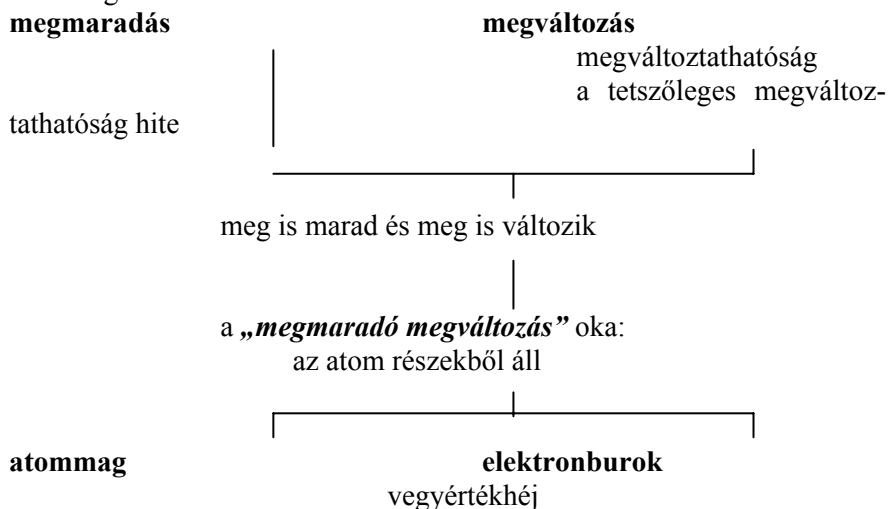 megmaradás megváltozás
megváltoztathatóság
a tetszőleges megváltoz-
tathatóság hite
meg is marad és meg is változik
a „megmaradó megváltozás” oka:
az atom részekből áll
atommag elektronburok
vegyértékhéj